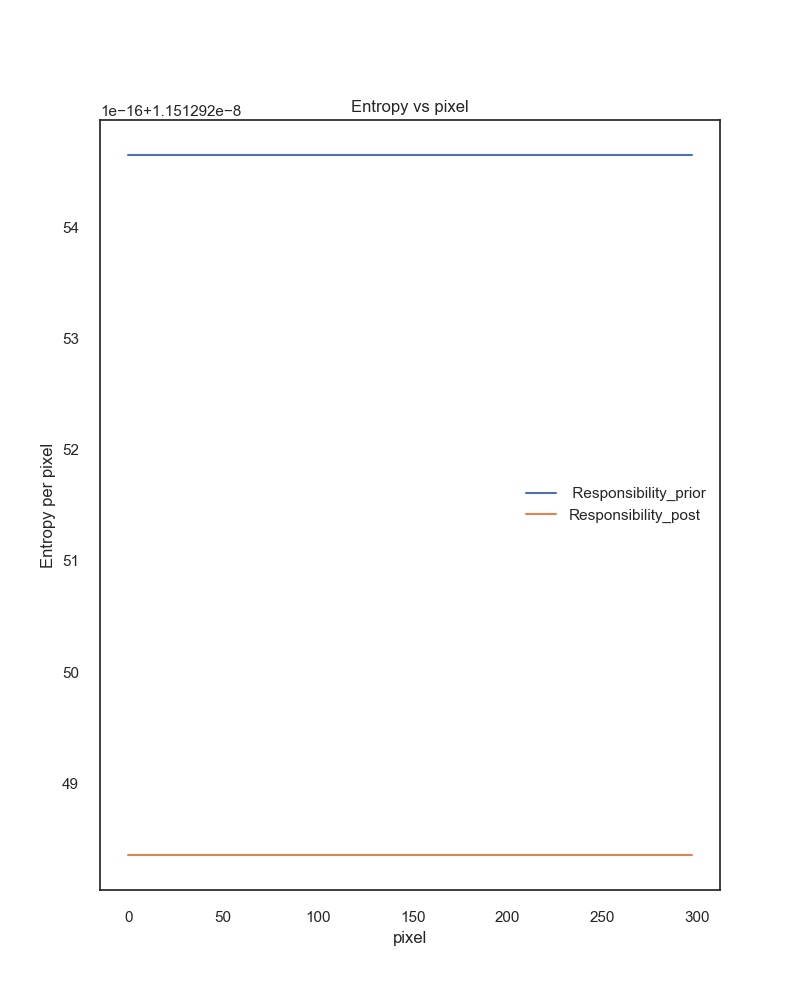 Entropy vs pixel
1e−16+1.151292e−8
54
53
52
51
50
49
Entropy per pixel
Responsibility_prior
Responsibility_post
0 50 100 150 200 250 300
pixel